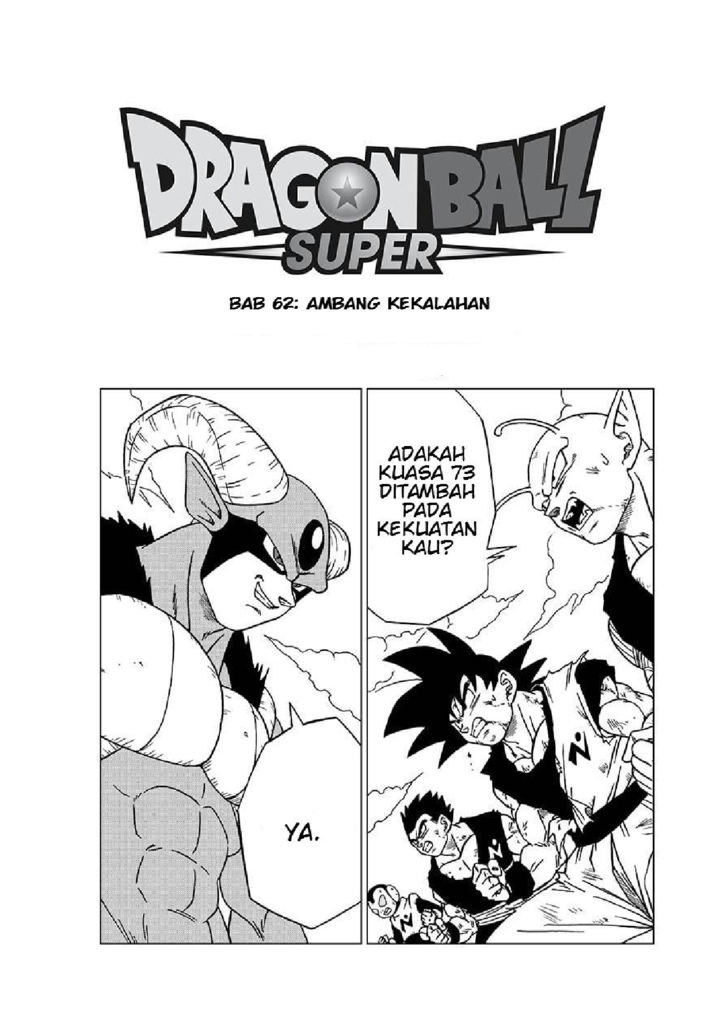 DRAGON BALL
SUPER
BAB 62: AMBANG KEKALAHAN
ADAKAH
KUASA 73
DITAMBAH
PADA
KEKUATAN
KAU?
YA.